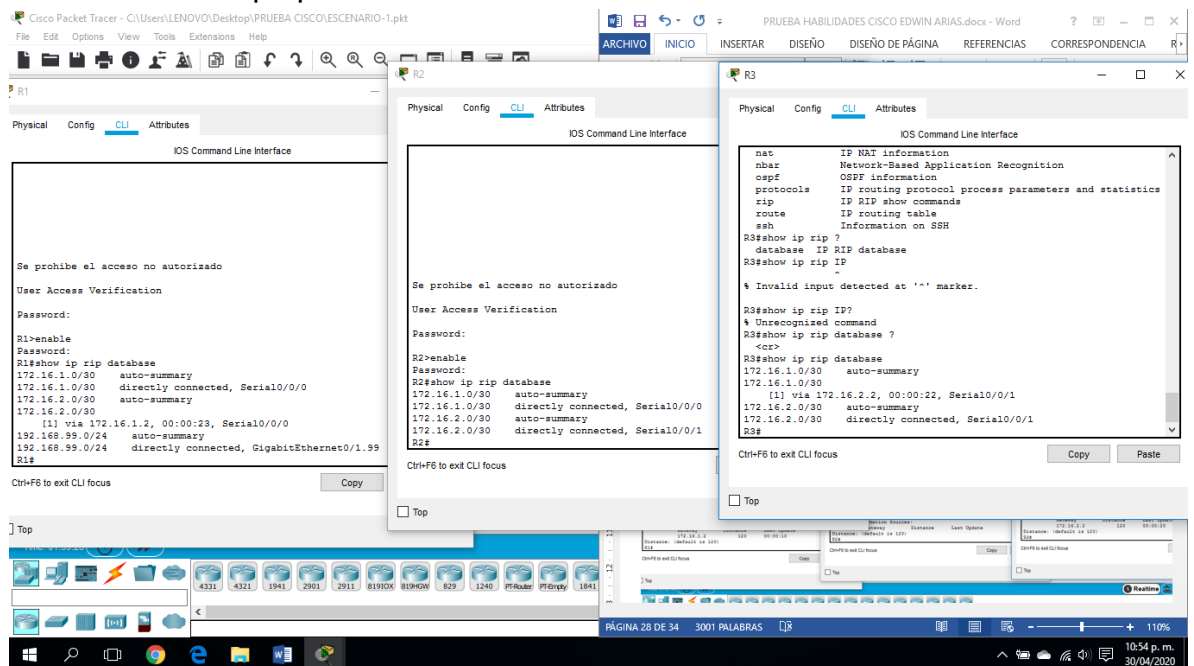 Cisco Packet Tracer - C:\Users\LENOVO\Desktop\PRUEBA CISCO\ESCENARIO-1.pkt
File Edit Options View Tools Extensions Help
PRUEBA HABILIDADES CISCO EDWIN ARIAS.docx - Word
ARCHIVO INICIO INSERTAR DISEÑO DISEÑO DE PÁGINA REFERENCIAS CORRESPONDENCIA R
R1
Physical Config CLI Attributes
IOS Command Line Interface
Se prohibe el acceso no autorizado
User Access Verification
Password:
R1>enable
Password:
R1#show ip rip database
172.16.1.0/30 auto-summary
172.16.1.0/30 directly connected, Serial0/0/0
172.16.2.0/30 auto-summary
172.16.2.0/30
[1] via 172.16.1.2, 00:00:23, Serial0/0/0
192.168.99.0/24 auto-summary
192.168.99.0/24 directly connected, GigabitEthernet0/1.99
R1#
Ctrl+F6 to exit CLI focus
Copy
Top
R2
Physical Config CLI Attributes
IOS Command Line Interface
Se prohibe el acceso no autorizado
User Access Verification
Password:
R2>enable
Password:
R2#show ip rip database
172.16.1.0/30 auto-summary
172.16.1.0/30 directly connected, Serial0/0/0
172.16.2.0/30 auto-summary
172.16.2.0/30 directly connected, Serial0/0/1
R2#
Ctrl+F6 to exit CLI focus
Top
R3
Physical Config CLI Attributes
IOS Command Line Interface
nat IP NAT information
nbar Network-Based Application Recognition
ospf OSPF information
protocols IP routing protocol process parameters and statistics
rip IP RIP show commands
route IP routing table
ssh Information on SSH
R3#show ip rip ?
database IP RIP database
R3#show ip rip IP
^
% Invalid input detected at '^' marker.
R3#show ip rip IP?
% Unrecognized command
R3#show ip rip database ?
<cr>
R3#show ip rip database
172.16.1.0/30 auto-summary
172.16.1.0/30
[1] via 172.16.2.2, 00:00:22, Serial0/0/1
172.16.2.0/30 auto-summary
172.16.2.0/30 directly connected, Serial0/0/1
R3#
Ctrl+F6 to exit CLI focus
Copy Paste
Top
4331 4321 1941 2901 2911 819IOX 819HGW 829 1240 PT-Router PT-Empty 1841
Realtime
PÁGINA 28 DE 34 3001 PALABRAS 110%
10:54 p. m.
30/04/2020